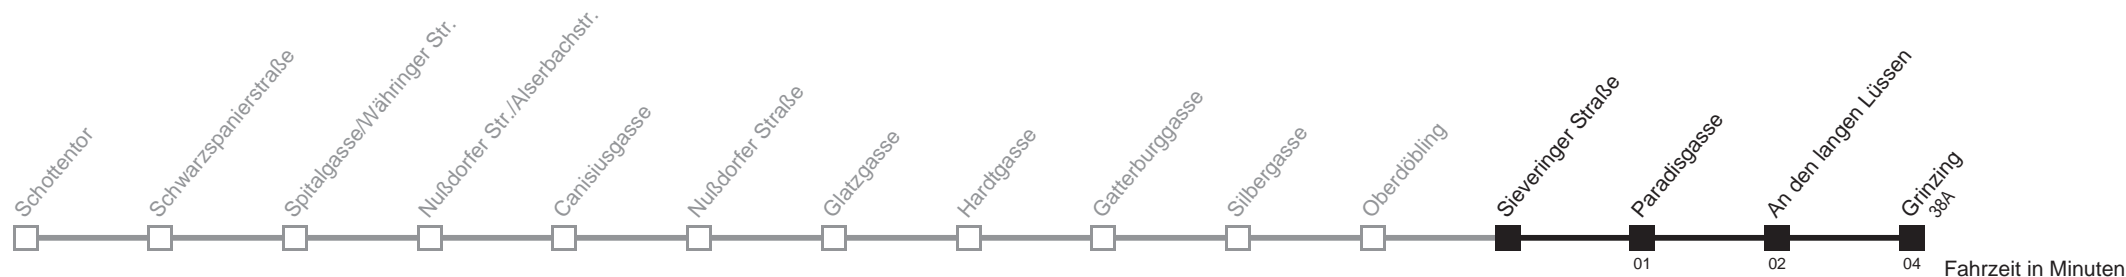 Schottentor
Schwarzspanierstraße
Spitalgasse/Währinger Str.
Nußdorfer Str./Alserbachstr.
Canisiusgasse
Nußdorfer Straße
Glatzgasse
Hardtgasse
Gatterburggasse
Silbergasse
Oberdöbling
Sieveringer Straße
Paradisgasse
An den langen Lüssen
Grinzing
38A
01
02
04
Fahrzeit in Minuten